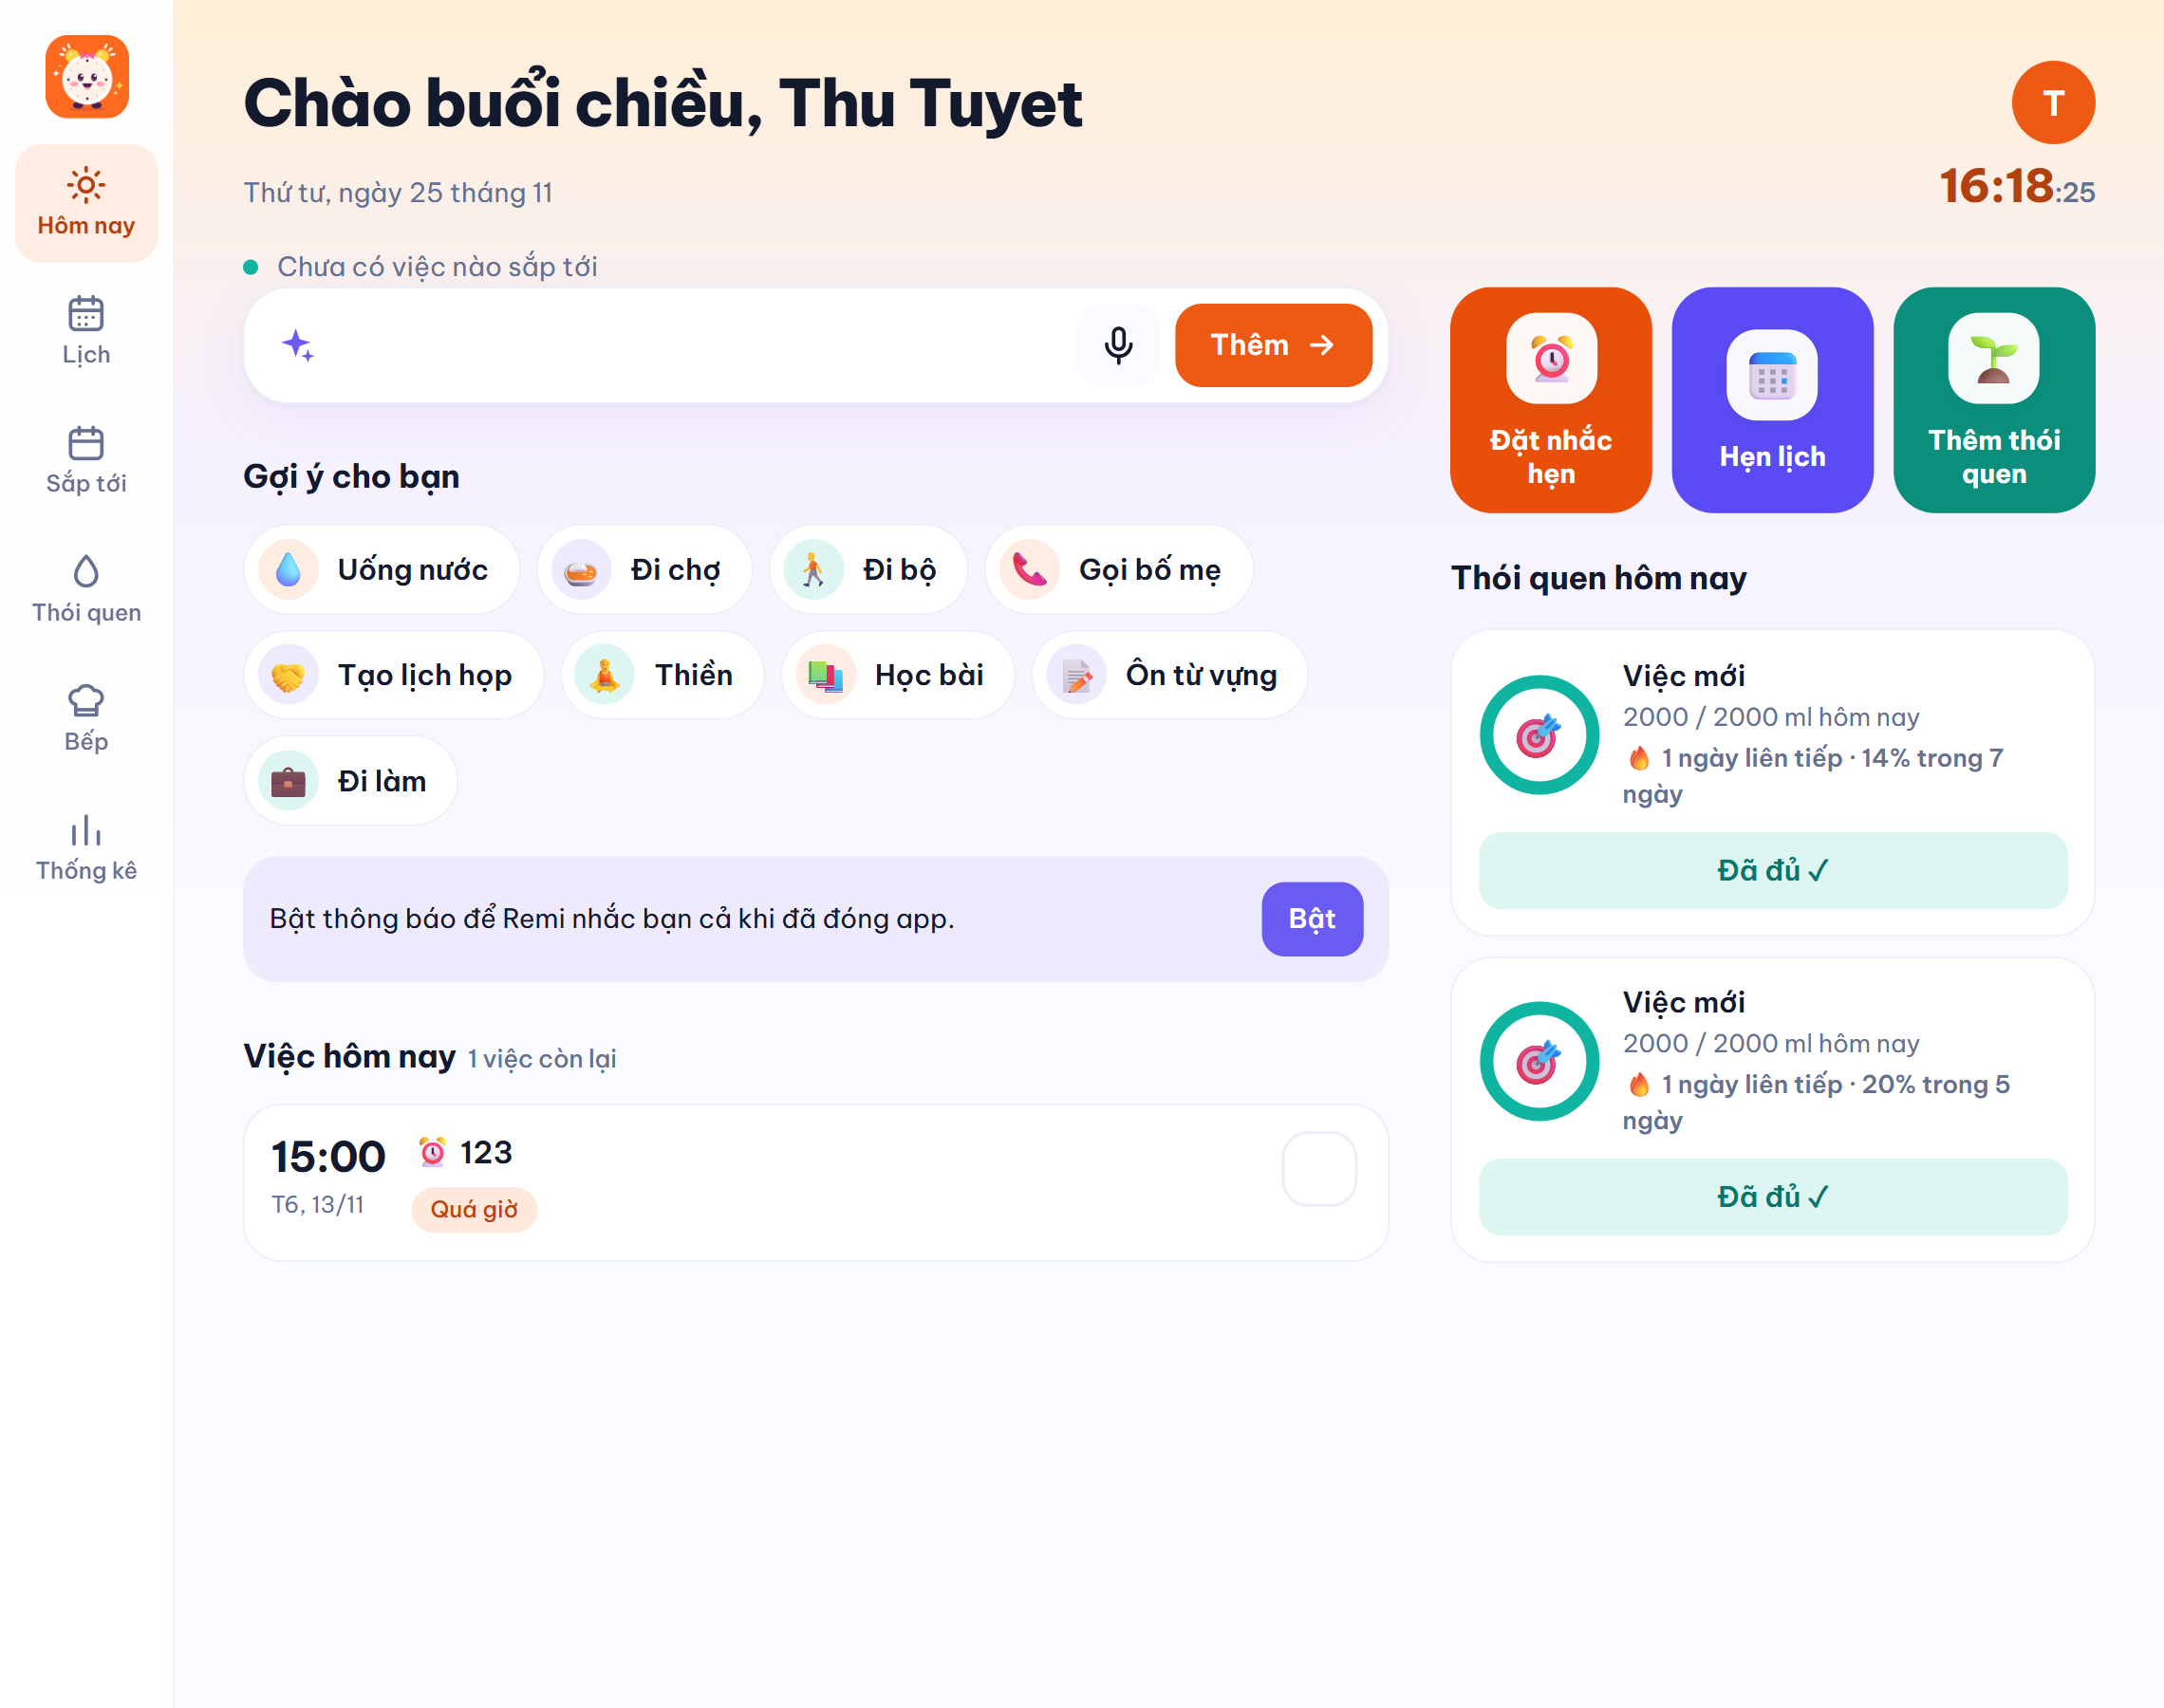 Chào buổi chiều, Thu Tuyet
T
Thứ tư, ngày 25 tháng 11
16:18:25
Chưa có việc nào sắp tới
Hôm nay
Lịch
Sắp tới
Thói quen
Bếp
Thống kê
Thêm
Gợi ý cho bạn
Uống nước
Đi chợ
Đi bộ
Gọi bố mẹ
Tạo lịch họp
Thiền
Học bài
Ôn từ vựng
Đi làm
Bật thông báo để Remi nhắc bạn cả khi đã đóng app.
Bật
Việc hôm nay 1 việc còn lại
15:00
T6, 13/11
123
Quá giờ
Đặt nhắc
hẹn
Hẹn lịch
Thêm thói
quen
Thói quen hôm nay
Việc mới
2000 / 2000 ml hôm nay
1 ngày liên tiếp · 14% trong 7
ngày
Đã đủ ✓
Việc mới
2000 / 2000 ml hôm nay
1 ngày liên tiếp · 20% trong 5
ngày
Đã đủ ✓